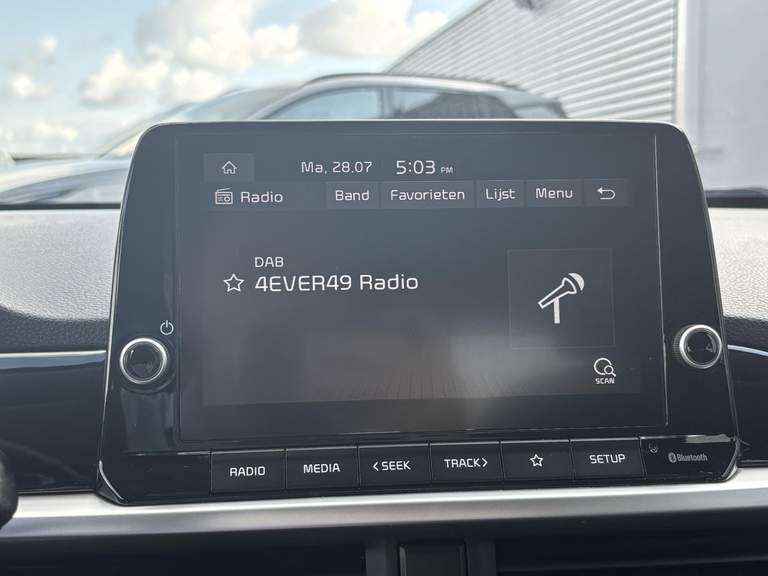 Ma, 28.07 5:03 PM
Radio Band Favorieten Lijst Menu
DAB
4EVER49 Radio
SCAN
RADIO MEDIA <SEEK TRACK> SETUP Bluetooth